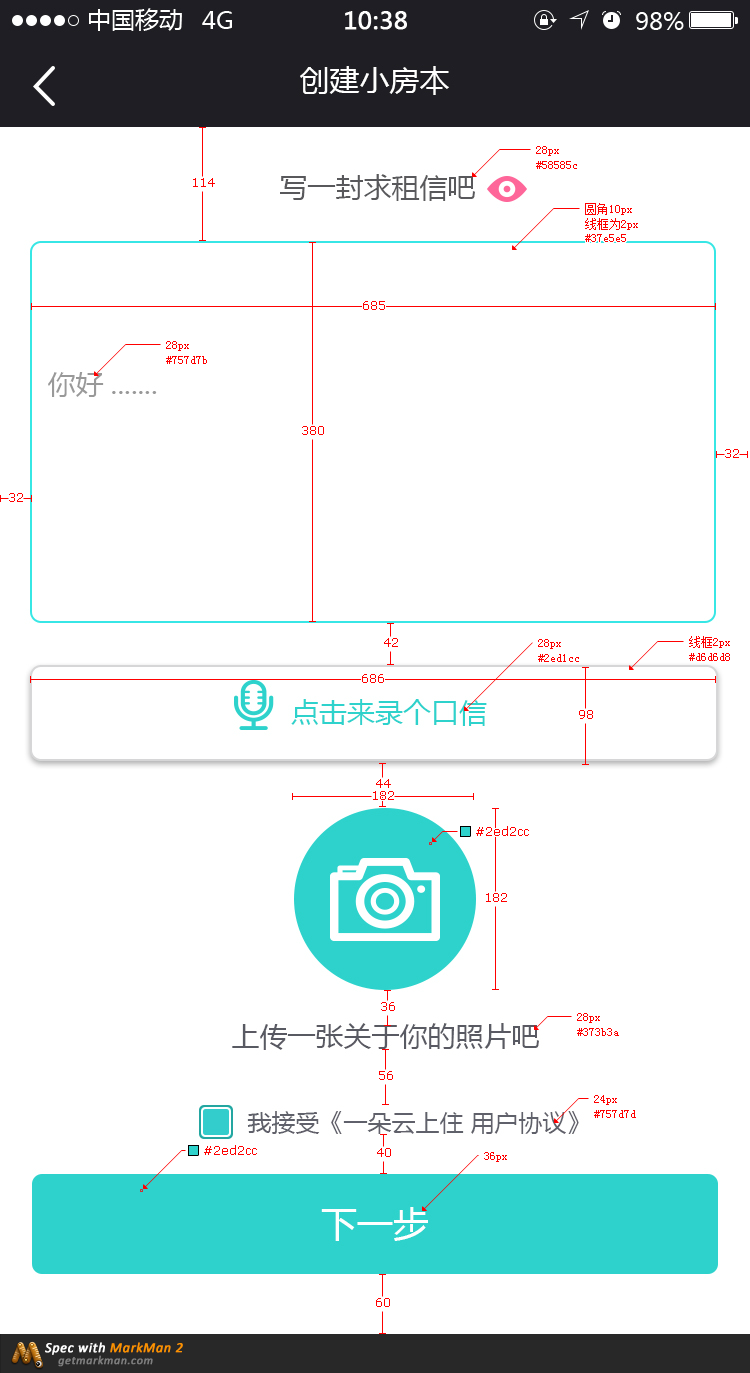 中国移动 4G 10:38 98%
创建小房本
28px
#58585c
114
写一封求租信吧
圆角10px
线框为2px
#37e5e5
685
28px
#757d7b
你好 .......
380
32
32
42
28px
#2ed1cc
线框2px
#d6d6d8
686
点击来录个口信
98
44
182
#2ed2cc
182
36
28px
#373b3a
上传一张关于你的照片吧
56
24px
#757d7d
我接受《一朵云上住 用户协议》
#2ed2cc
40
36px
下一步
60
Spec with MarkMan 2
getmarkman.com